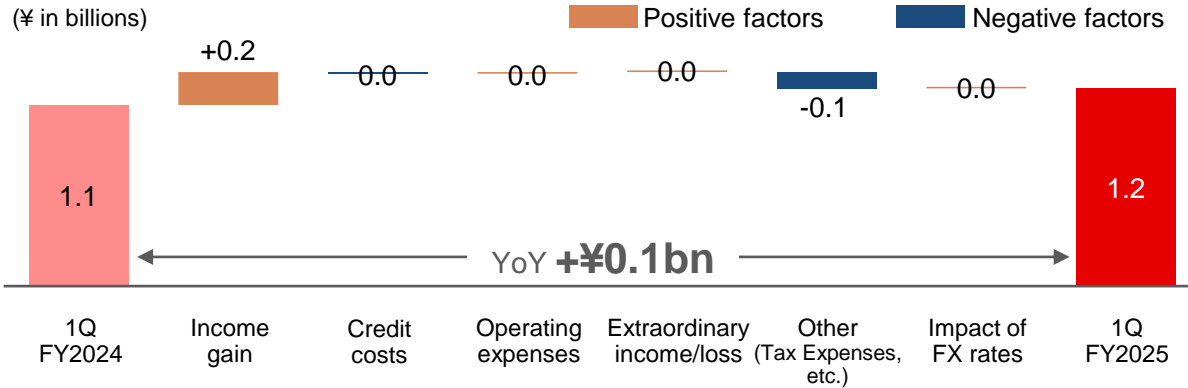 (¥ in billions)
Positive factors
Negative factors
+0.2
0.0
0.0
0.0
-0.1
0.0
1.1
1.2
YoY +¥0.1bn
1Q
FY2024
Income
gain
Credit
costs
Operating
expenses
Extraordinary
income/loss
Other
(Tax Expenses,
etc.)
Impact of
FX rates
1Q
FY2025